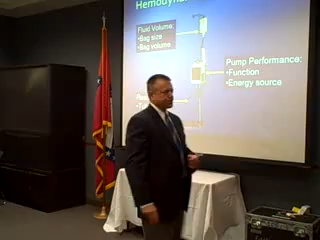 Hemodyna
Fluid Volume:
•Bag size
•Bag volume
Pump Performance:
•Function
•Energy source